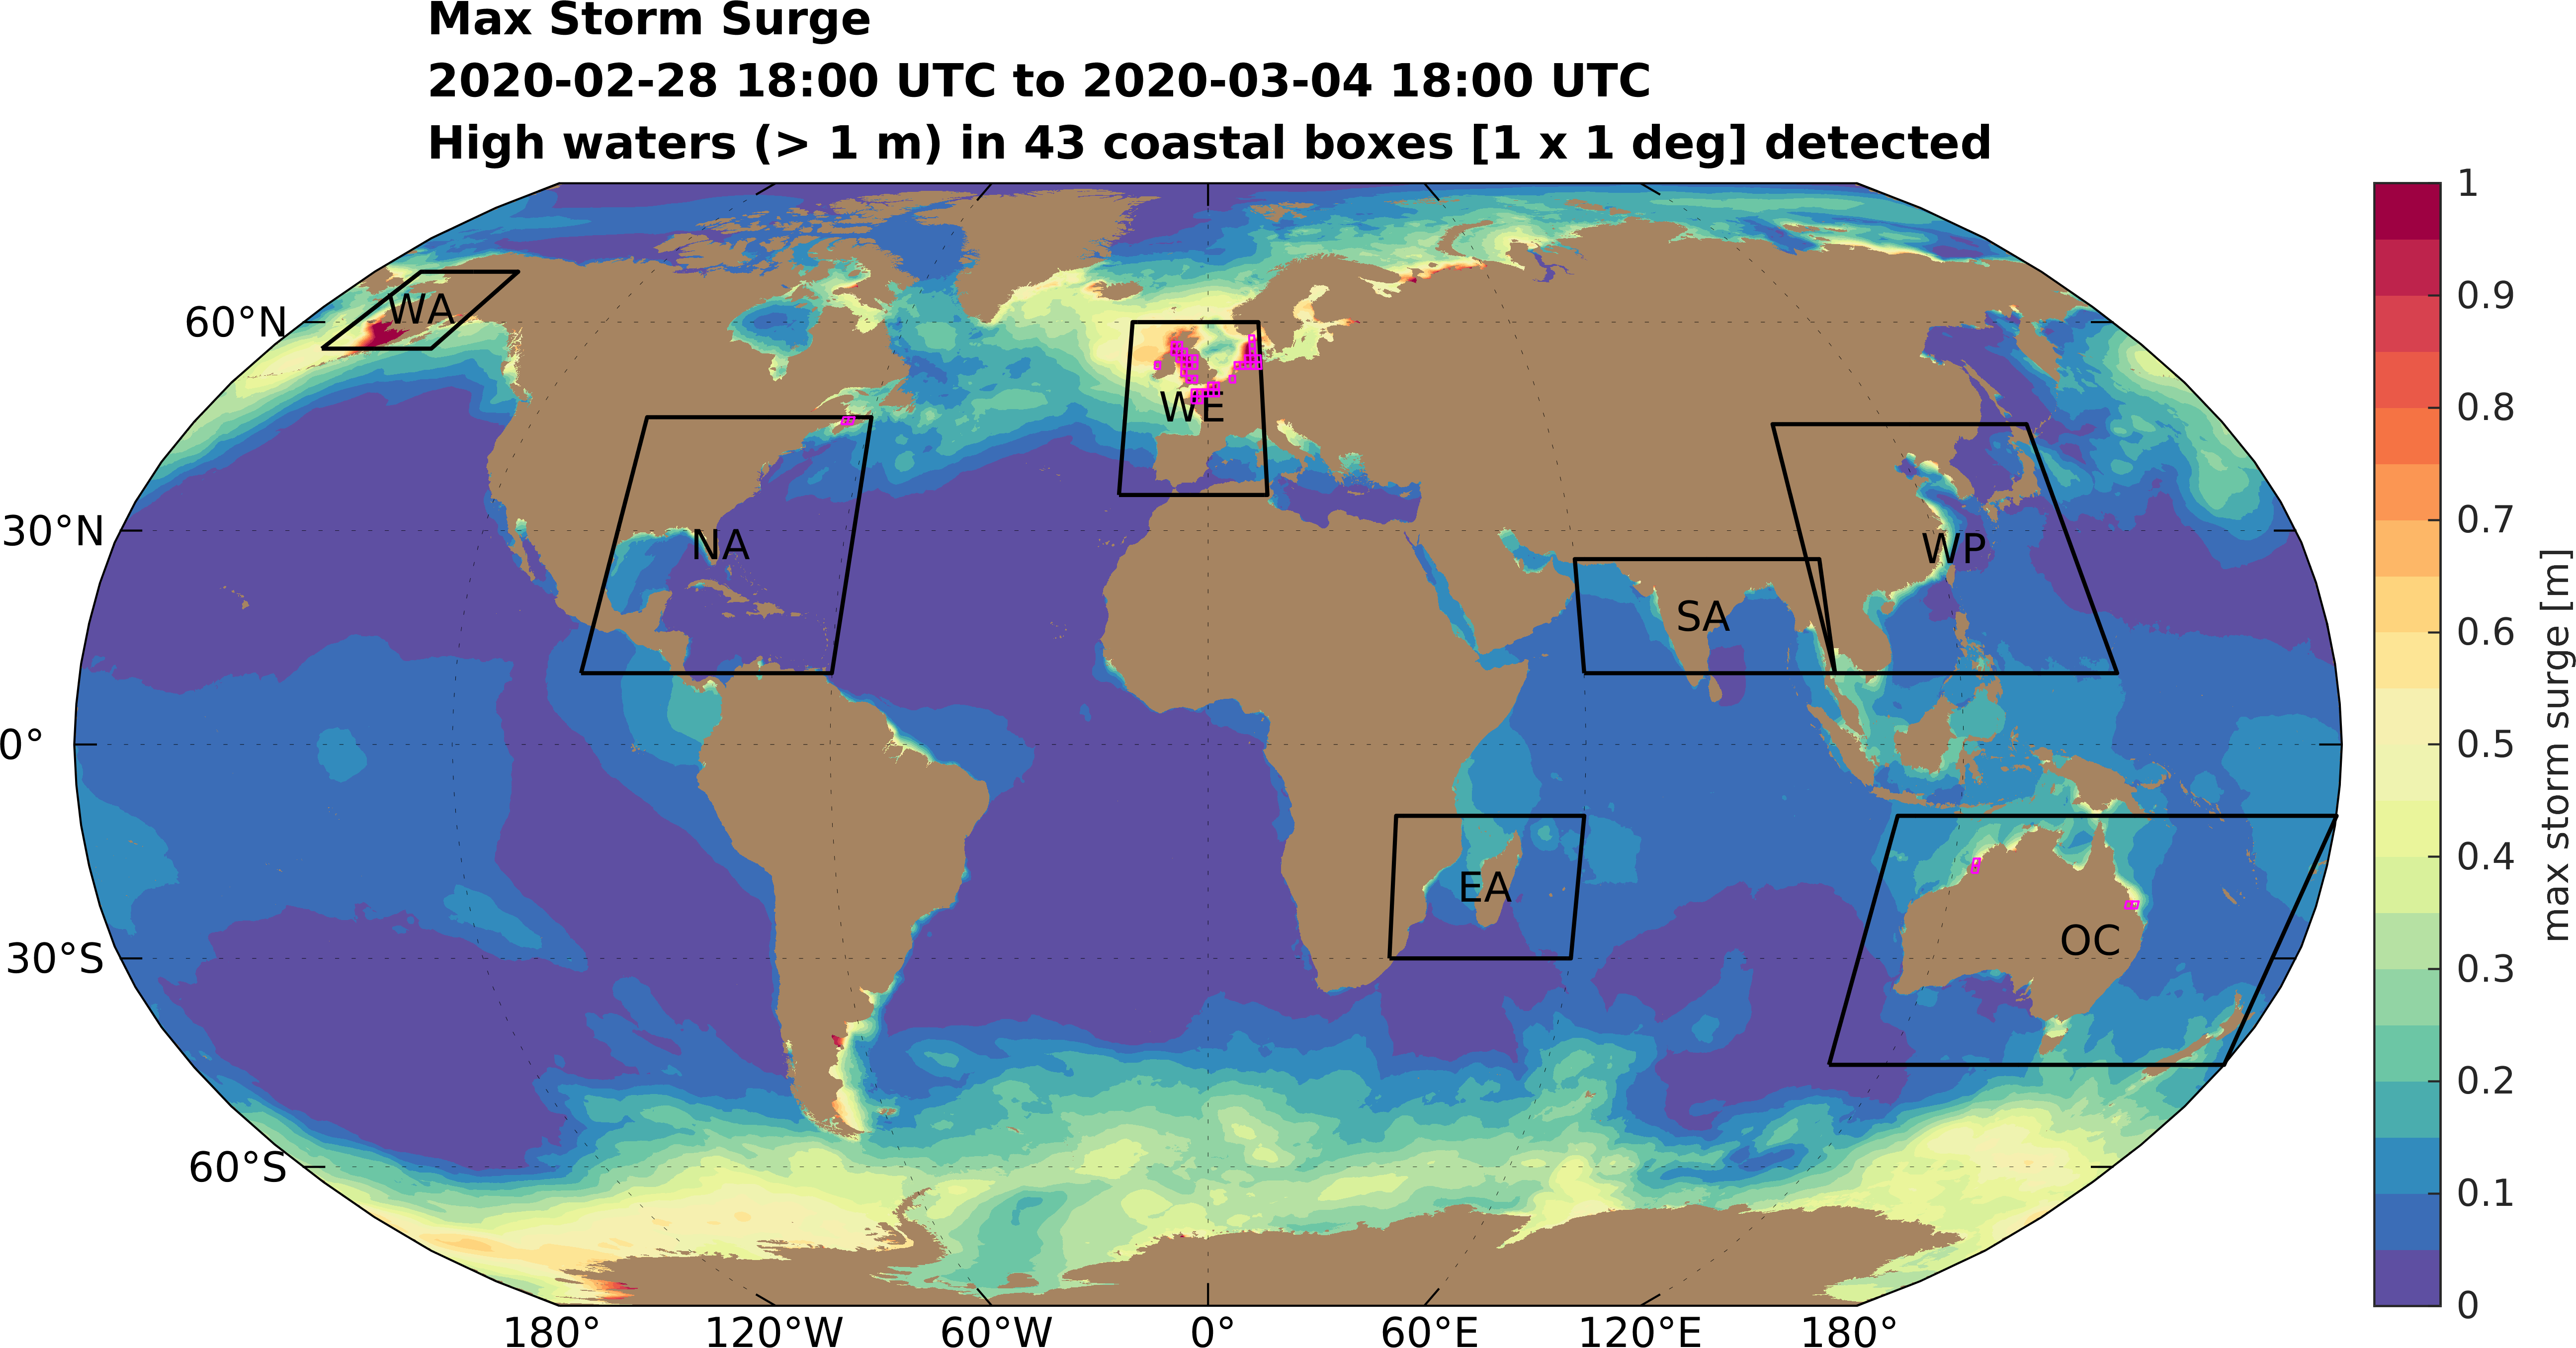 Max Storm Surge
2020-02-28 18:00 UTC to 2020-03-04 18:00 UTC
High waters (> 1 m) in 43 coastal boxes [1 x 1 deg] detected
60°N
30°N
0°
30°S
60°S
WA
WE
NA
WP
SA
EA
OC
180°
120°W
60°W
0°
60°E
120°E
180°
1
0.9
0.8
0.7
0.6
0.5
0.4
0.3
0.2
0.1
0
max storm surge [m]